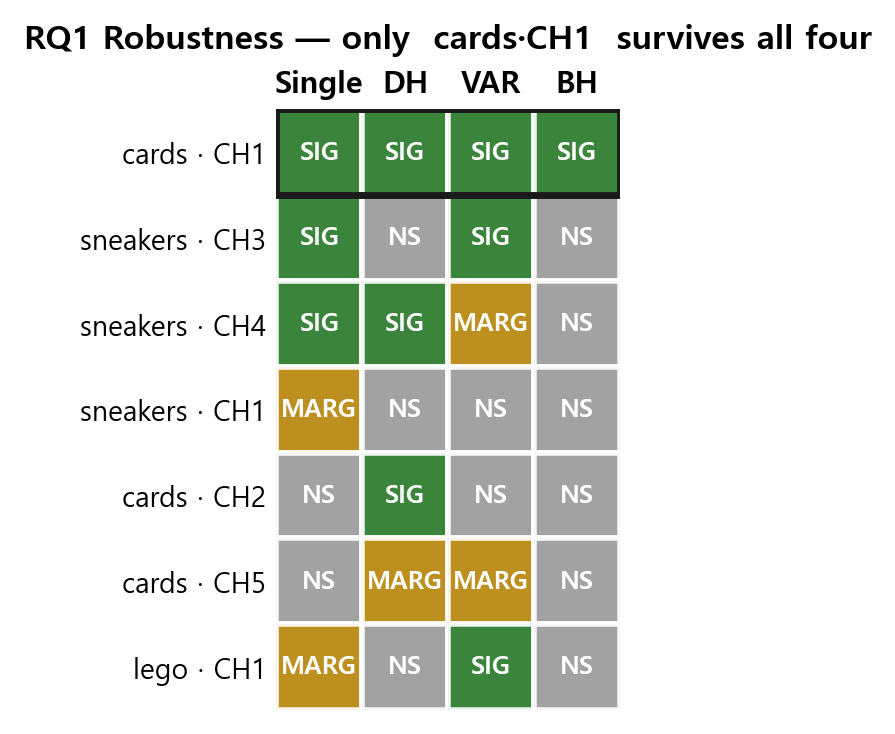 RQ1 Robustness — only cards·CH1 survives all four
Single DH VAR BH
cards · CH1 SIG SIG SIG SIG
sneakers · CH3 SIG NS SIG NS
sneakers · CH4 SIG SIG MARG NS
sneakers · CH1 MARG NS NS NS
cards · CH2 NS SIG NS NS
cards · CH5 NS MARG MARG NS
lego · CH1 MARG NS SIG NS